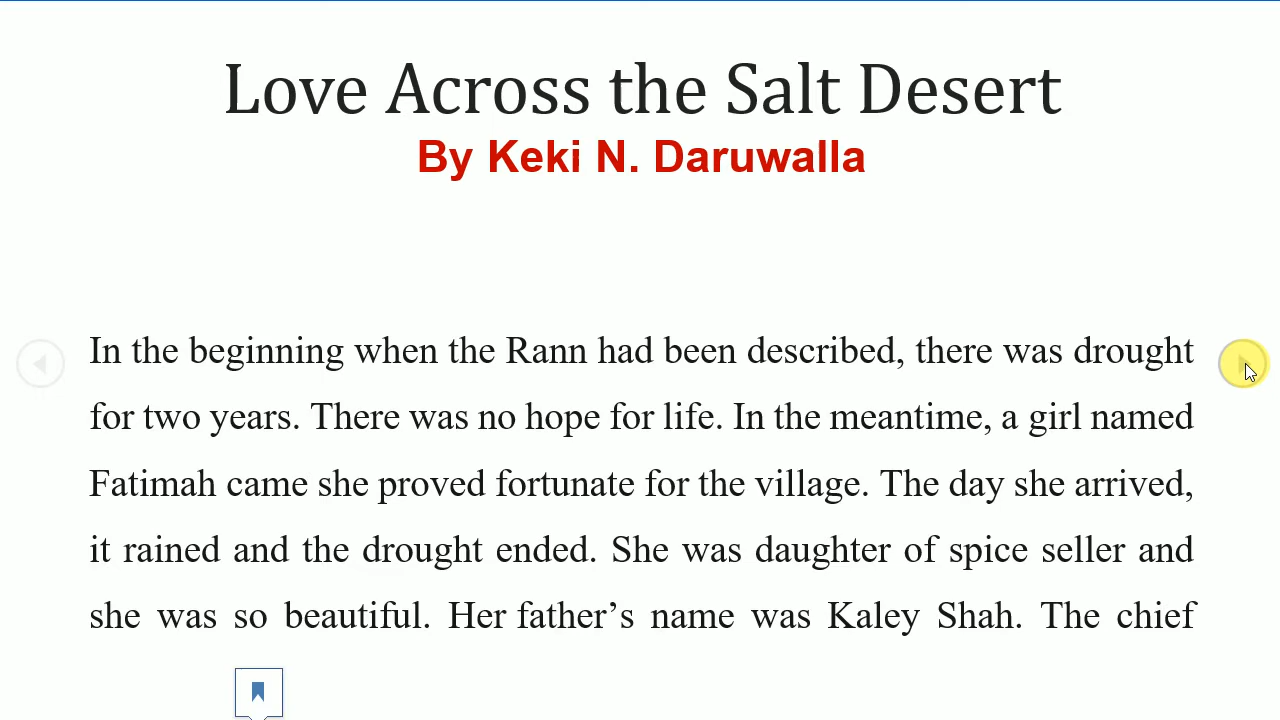 Love Across the Salt Desert
By Keki N. Daruwalla
In the beginning when the Rann had been described, there was drought
for two years. There was no hope for life. In the meantime, a girl named
Fatimah came she proved fortunate for the village. The day she arrived,
it rained and the drought ended. She was daughter of spice seller and
she was so beautiful. Her father’s name was Kaley Shah. The chief